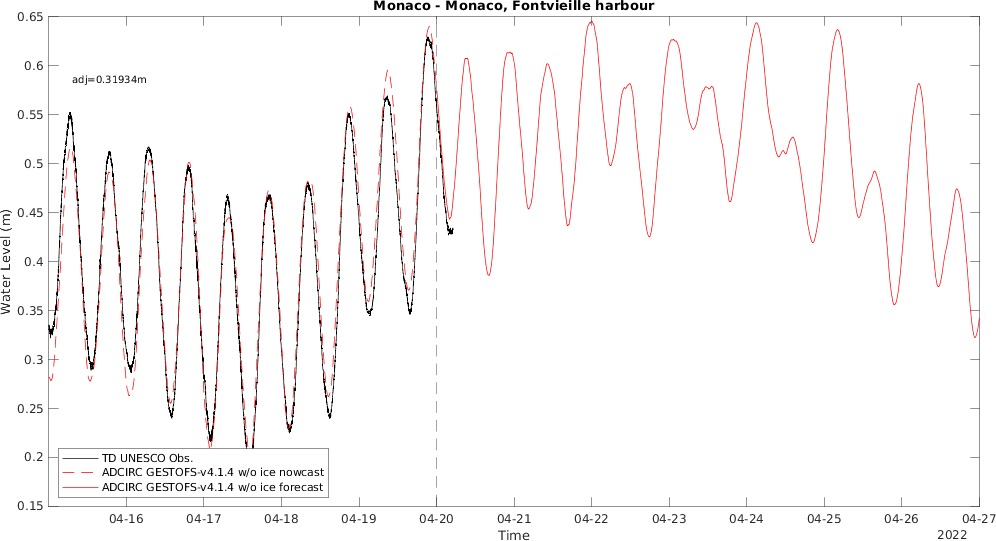 Monaco - Monaco, Fontvieille harbour
0.65
0.6
adj=0.31934m
0.55
0.5
0.45
0.4
0.35
0.3
0.25
0.2
0.15
Water Level (m)
TD UNESCO Obs.
ADCIRC GESTOFS-v4.1.4 w/o ice nowcast
ADCIRC GESTOFS-v4.1.4 w/o ice forecast
04-16 04-17 04-18 04-19 04-20 04-21 04-22 04-23 04-24 04-25 04-26 04-27
Time
2022